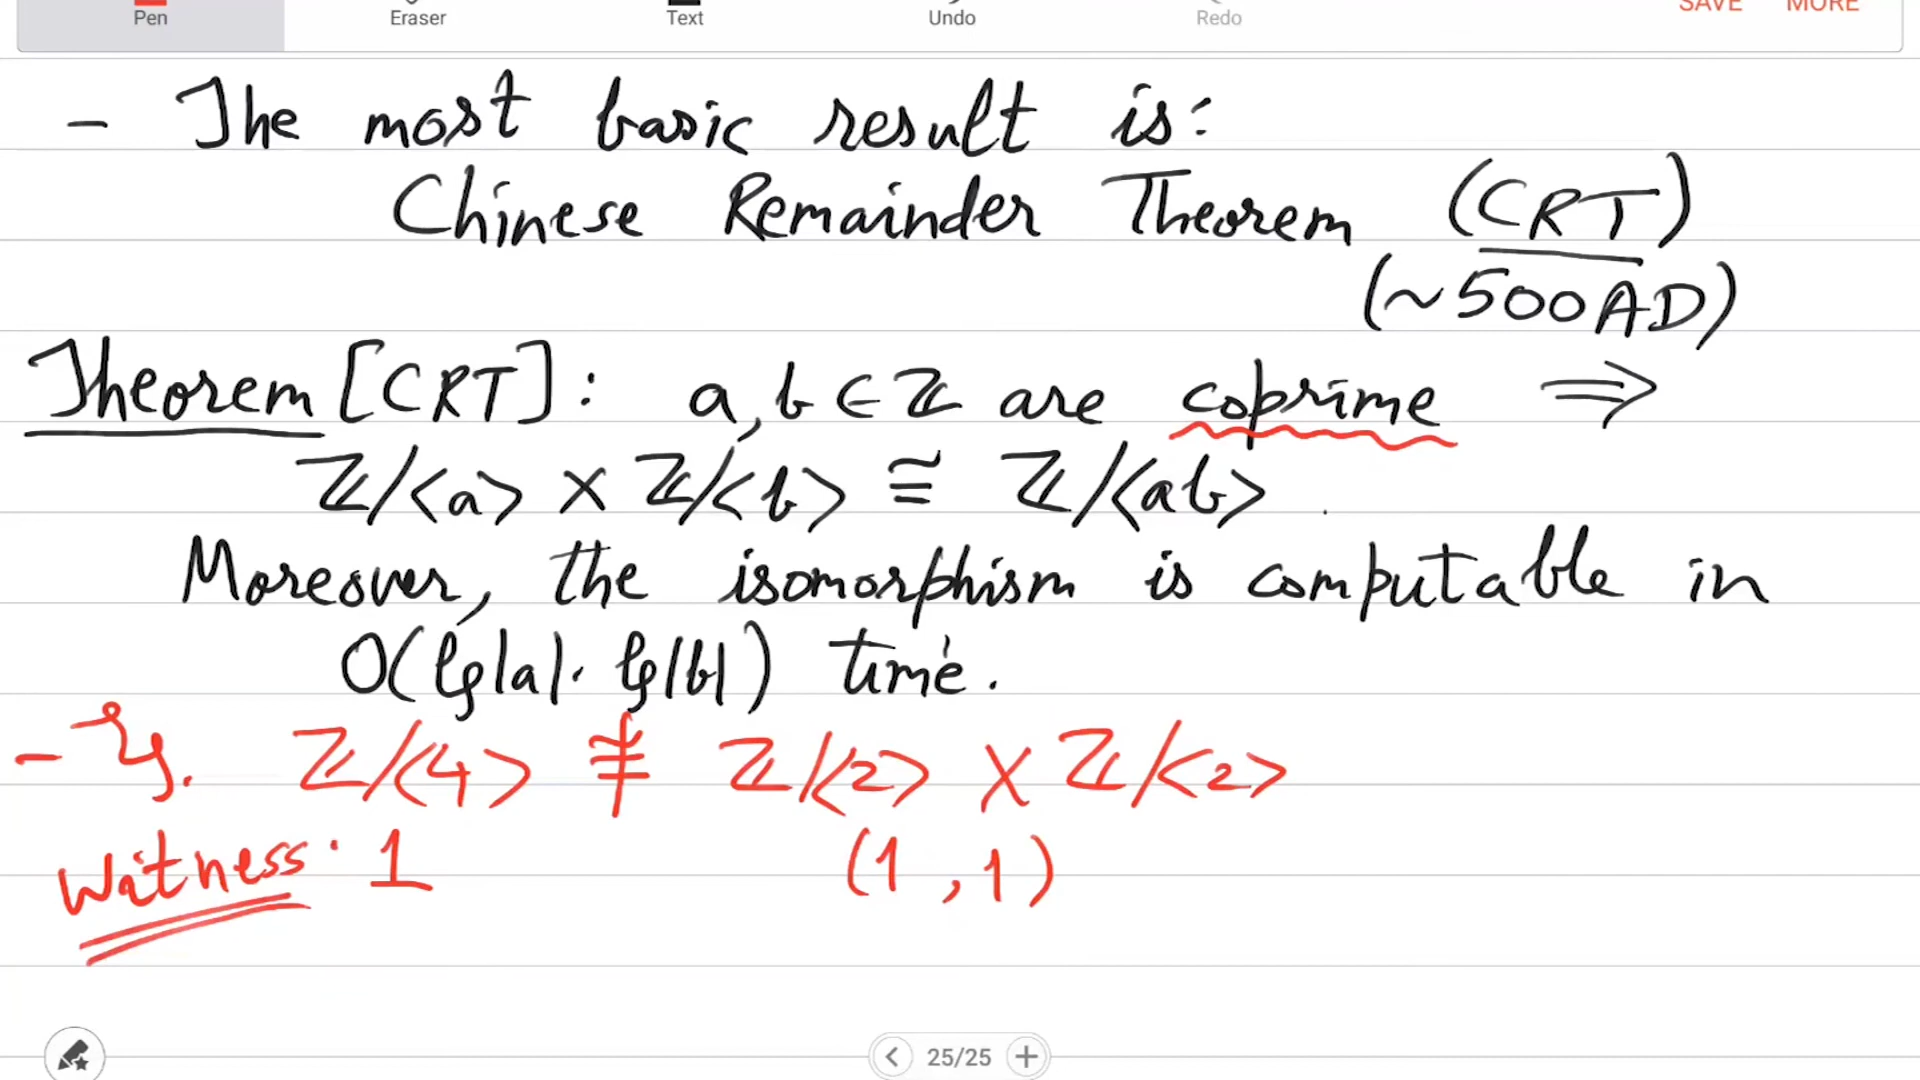 Pen Eraser Text Undo Redo SAVE MORE
- The most basic result is:
Chinese Remainder Theorem (CRT)
(~500AD)
Theorem [CRT]: a, b ∈ ℤ are coprime ⇒
ℤ/<a> × ℤ/<b> ≅ ℤ/<ab>.
Moreover, the isomorphism is computable in
O(lg|a|· lg|b|) time.
- Eg. ℤ/<4> ≇ ℤ/<2> × ℤ/<2>
Witness: 1 (1, 1)
25/25